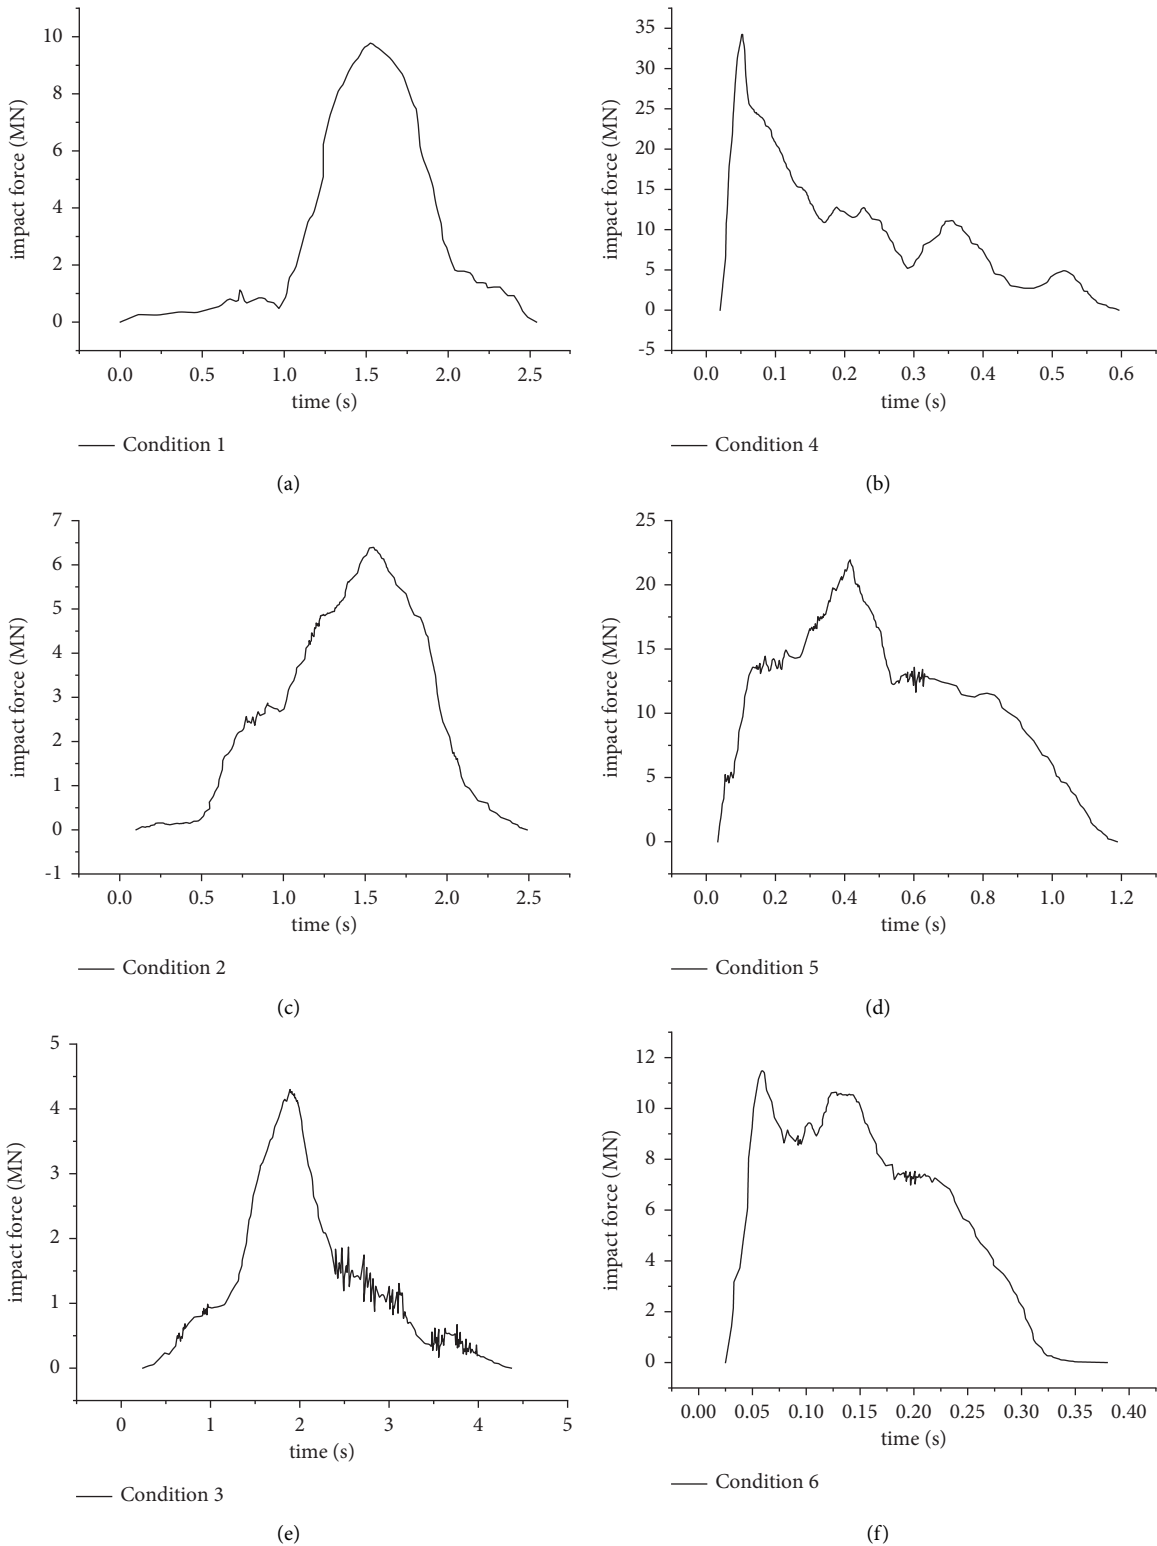 10
8
6
4
2
0
impact force (MN)
0.0 0.5 1.0 1.5 2.0 2.5
time (s)
Condition 1
(a)
35
30
25
20
15
10
5
0
-5
impact force (MN)
0.0 0.1 0.2 0.3 0.4 0.5 0.6
time (s)
Condition 4
(b)
7
6
5
4
3
2
1
0
-1
impact force (MN)
0.0 0.5 1.0 1.5 2.0 2.5
time (s)
Condition 2
(c)
25
20
15
10
5
0
impact force (MN)
0.0 0.2 0.4 0.6 0.8 1.0 1.2
time (s)
Condition 5
(d)
5
4
3
2
1
0
impact force (MN)
0 1 2 3 4 5
time (s)
Condition 3
(e)
12
10
8
6
4
2
0
impact force (MN)
0.00 0.05 0.10 0.15 0.20 0.25 0.30 0.35 0.40
time (s)
Condition 6
(f)